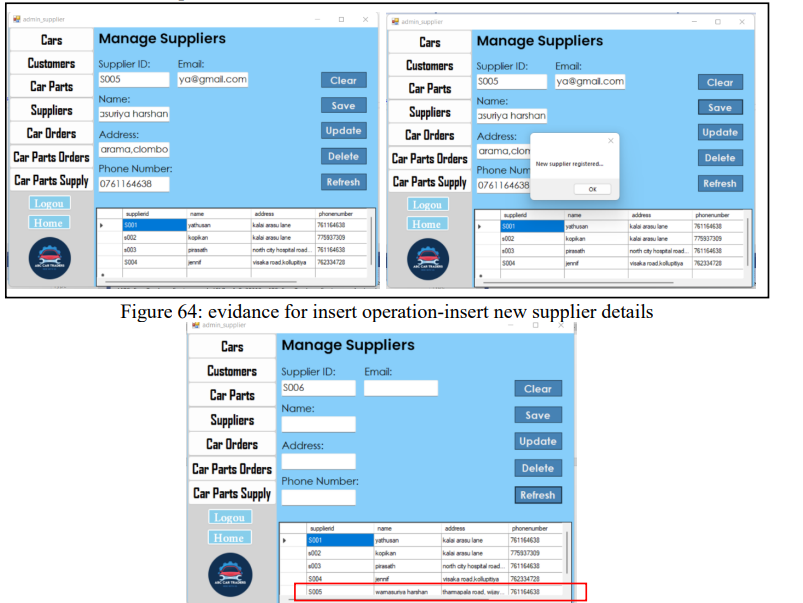 admin_supplier
Cars
Customers
Car Parts
Suppliers
Car Orders
Car Parts Orders
Car Parts Supply
Logou
Home
ABC CAR TRADERS
Manage Suppliers
Supplier ID: Email:
S005 ya@gmail.com
Name:
asuriya harshan
Address:
arama,clombo
Phone Number:
0761164638
Clear
Save
Update
Delete
Refresh
supplierid name address phonenumber
S001 yathusan kalai arasu lane 761164638
s002 kopikan kalai arasu lane 775937309
s003 pirasath north city hospital road... 761164638
S004 jennif visaka road,kollupitiya 762334728
admin_supplier
Cars
Customers
Car Parts
Suppliers
Car Orders
Car Parts Orders
Car Parts Supply
Logou
Home
ABC CAR TRADERS
Manage Suppliers
Supplier ID: Email:
S005 ya@gmail.com
Name:
asuriya harshan
Address:
arama,clom
Phone Num
0761164638
New supplier registered...
OK
Clear
Save
Update
Delete
Refresh
supplierid name address phonenumber
S001 yathusan kalai arasu lane 761164638
s002 kopikan kalai arasu lane 775937309
s003 pirasath north city hospital road... 761164638
S004 jennif visaka road,kollupitiya 762334728
Figure 64: evidance for insert operation-insert new supplier details
admin_supplier
Cars
Customers
Car Parts
Suppliers
Car Orders
Car Parts Orders
Car Parts Supply
Logou
Home
ABC CAR TRADERS
Manage Suppliers
Supplier ID: Email:
S006
Name:
Address:
Phone Number:
Clear
Save
Update
Delete
Refresh
supplierid name address phonenumber
S001 yathusan kalai arasu lane 761164638
s002 kopikan kalai arasu lane 775937309
s003 pirasath north city hospital road... 761164638
S004 jennif visaka road,kollupitiya 762334728
S005 warnasuriya harshan tharmapala road, wijay... 761164638